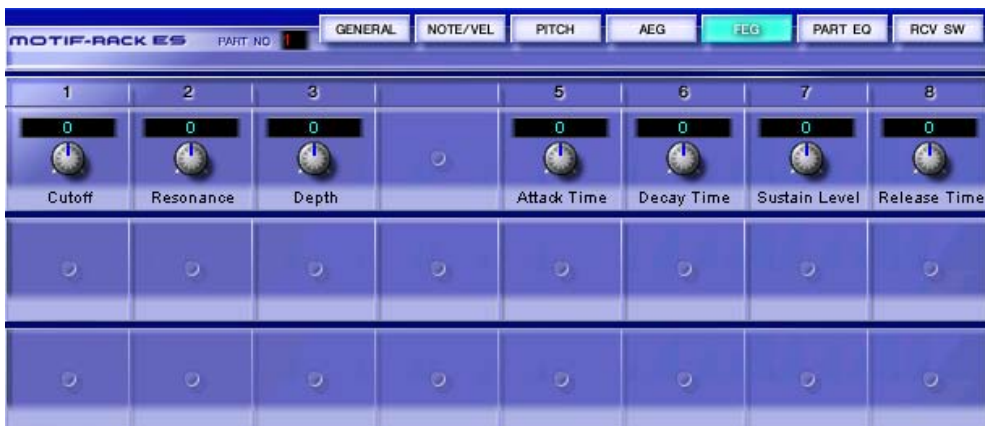 GENERAL NOTE/VEL PITCH AEG FEG PART EQ RCV SW
MOTIF-RACK ES PART NO 1
1 2 3 5 6 7 8
0 0 0 0 0 0 0
Cutoff Resonance Depth Attack Time Decay Time Sustain Level Release Time